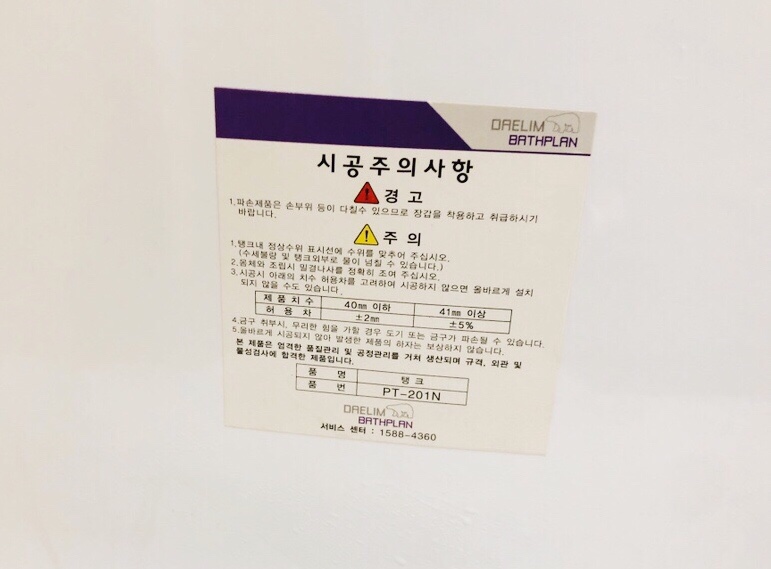 DAELIM
BATHPLAN
시공주의사항
경 고
1.파손제품은 손부위 등이 다칠수 있으므로 장갑을 착용하고 취급하시기
바랍니다.
주 의
1.탱크내 정상수위 표시선에 수위를 맞추어 주십시오.
(수세불량 및 탱크외부로 물이 넘칠 수 있습니다.)
2.몸체와 조립시 밀결나사를 정확히 조여 주십시오.
3.시공시 아래의 치수 허용차를 고려하여 시공하지 않으면 올바르게 설치
되지 않을 수도 있습니다.
제 품 치 수 40㎜ 이하 41㎜ 이상
허 용 차 ±2㎜ ±5%
4.금구 취부시, 무리한 힘을 가할 경우 도기 또는 금구가 파손될 수 있습니다.
5.올바르게 시공되지 않아 발생한 제품의 하자는 보상하지 않습니다.
본 제품은 엄격한 품질관리 및 공정관리를 거쳐 생산되며 규격, 외관 및
물성검사에 합격한 제품입니다.
품 명 탱 크
품 번 PT-201N
DAELIM
BATHPLAN
서비스 센터 : 1588-4360